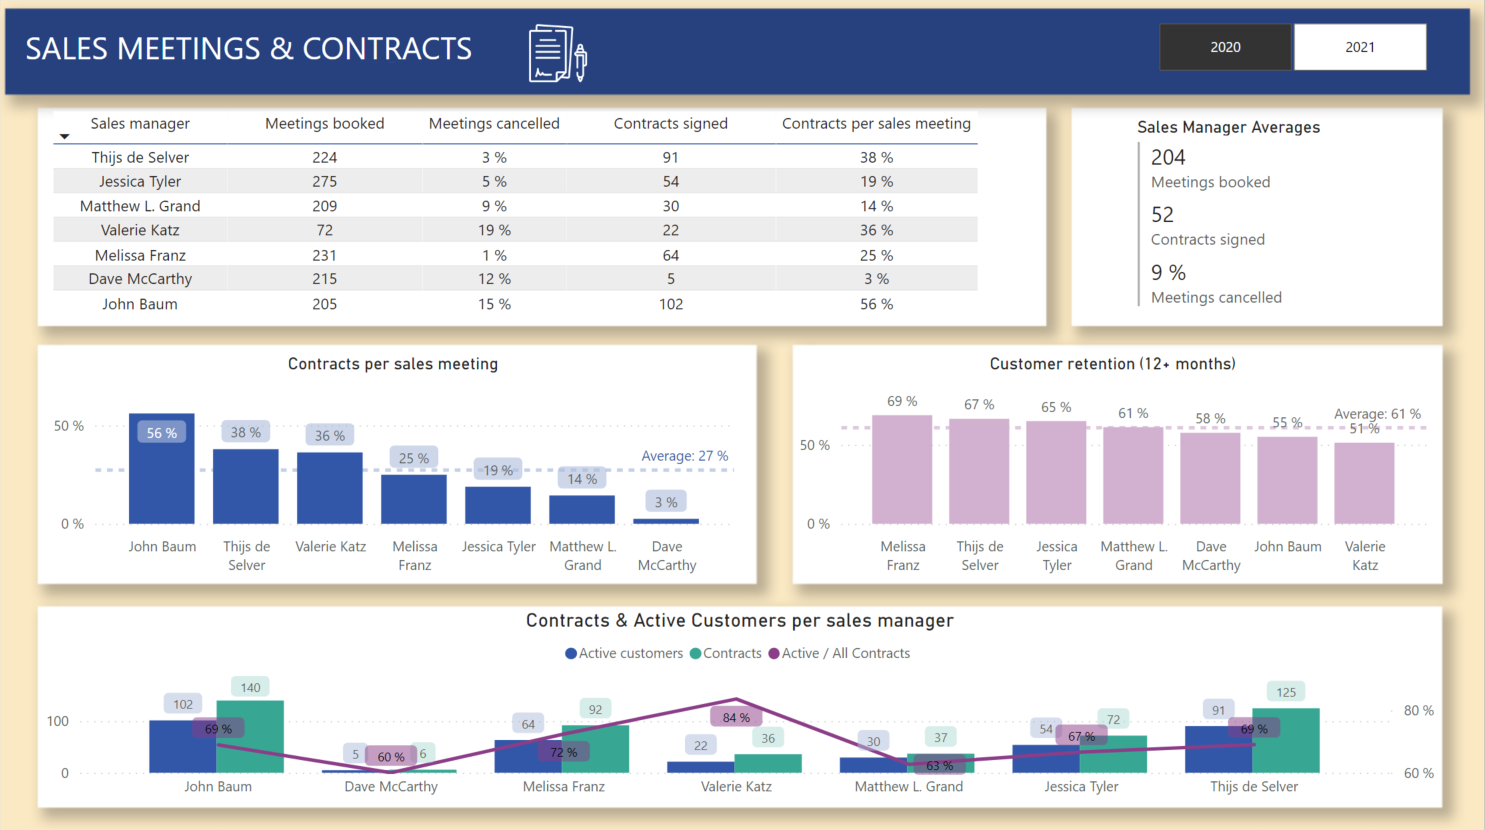 SALES MEETINGS & CONTRACTS
2020 2021
Sales manager Meetings booked Meetings cancelled Contracts signed Contracts per sales meeting
Thijs de Selver 224 3 % 91 38 %
Jessica Tyler 275 5 % 54 19 %
Matthew L. Grand 209 9 % 30 14 %
Valerie Katz 72 19 % 22 36 %
Melissa Franz 231 1 % 64 25 %
Dave McCarthy 215 12 % 5 3 %
John Baum 205 15 % 102 56 %
Sales Manager Averages
204
Meetings booked
52
Contracts signed
9 %
Meetings cancelled
Contracts per sales meeting
50 %
0 %
56 % 38 % 36 % 25 % 19 % 14 % 3 %
Average: 27 %
John Baum Thijs de Selver Valerie Katz Melissa Franz Jessica Tyler Matthew L. Grand Dave McCarthy
Customer retention (12+ months)
50 %
0 %
69 % 67 % 65 % 61 % 58 % 55 % 51 %
Average: 61 %
Melissa Franz Thijs de Selver Jessica Tyler Matthew L. Grand Dave McCarthy John Baum Valerie Katz
Contracts & Active Customers per sales manager
Active customers Contracts Active / All Contracts
100
0
80 %
60 %
102 140 69 %
5 60 % 6
64 92 72 %
22 84 % 36
30 37 63 %
54 67 % 72
91 125 69 %
John Baum Dave McCarthy Melissa Franz Valerie Katz Matthew L. Grand Jessica Tyler Thijs de Selver